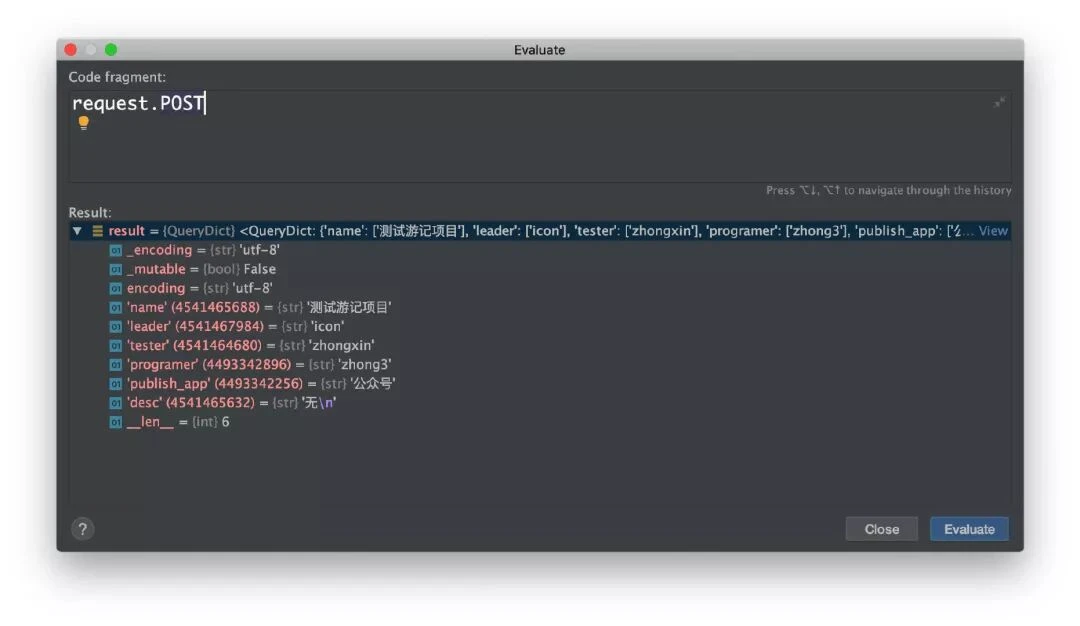 Evaluate
Code fragment:
request.POST
Press ⌥↓, ⌥↑ to navigate through the history
Result:
result = {QueryDict} <QueryDict: {'name': ['测试游记项目'], 'leader': ['icon'], 'tester': ['zhongxin'], 'programer': ['zhong3'], 'publish_app': ['... View
_encoding = {str} 'utf-8'
_mutable = {bool} False
encoding = {str} 'utf-8'
'name' (4541465688) = {str} '测试游记项目'
'leader' (4541467984) = {str} 'icon'
'tester' (4541464680) = {str} 'zhongxin'
'programer' (4493342896) = {str} 'zhong3'
'publish_app' (4493342256) = {str} '公众号'
'desc' (4541465632) = {str} '无\n'
__len__ = {int} 6
?
Close
Evaluate